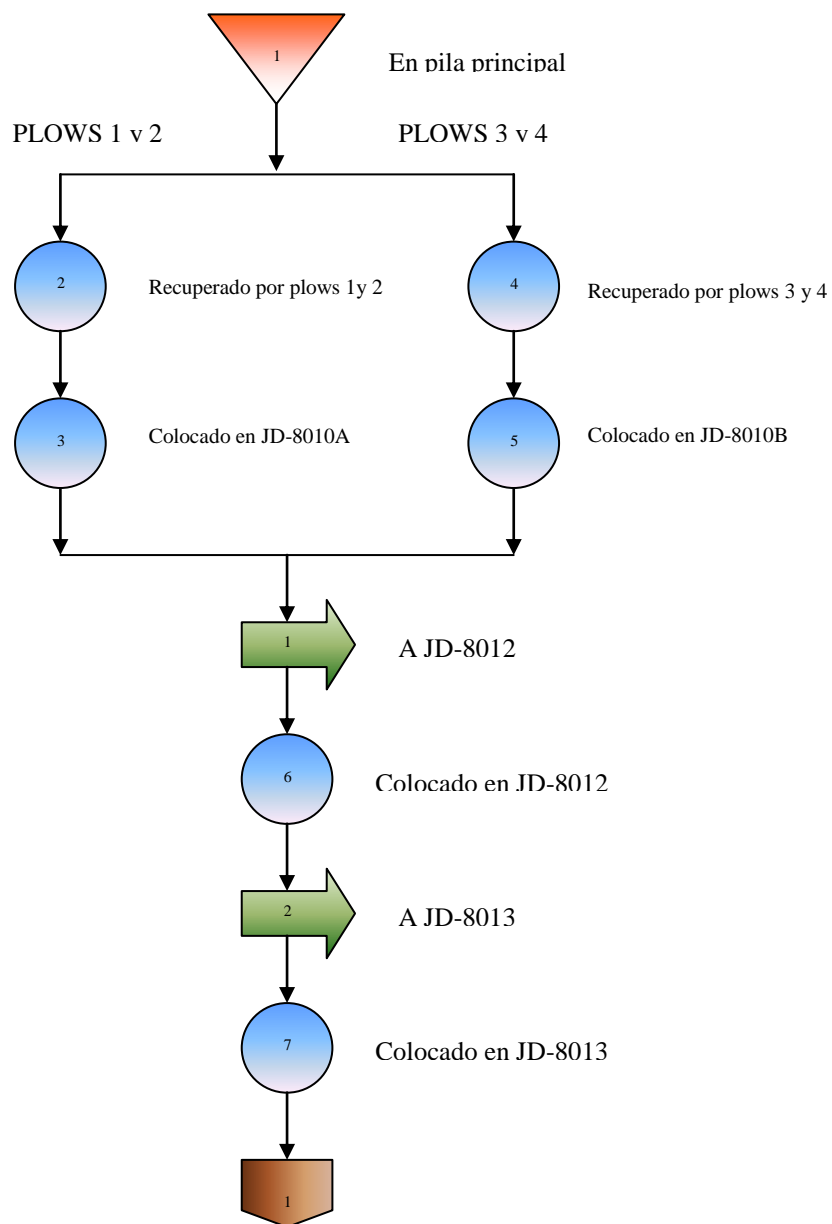 1
En pila principal
PLOWS 1 y 2
PLOWS 3 y 4
2
Recuperado por plows 1y 2
4
Recuperado por plows 3 y 4
3
Colocado en JD-8010A
5
Colocado en JD-8010B
1
A JD-8012
6
Colocado en JD-8012
2
A JD-8013
7
Colocado en JD-8013
1